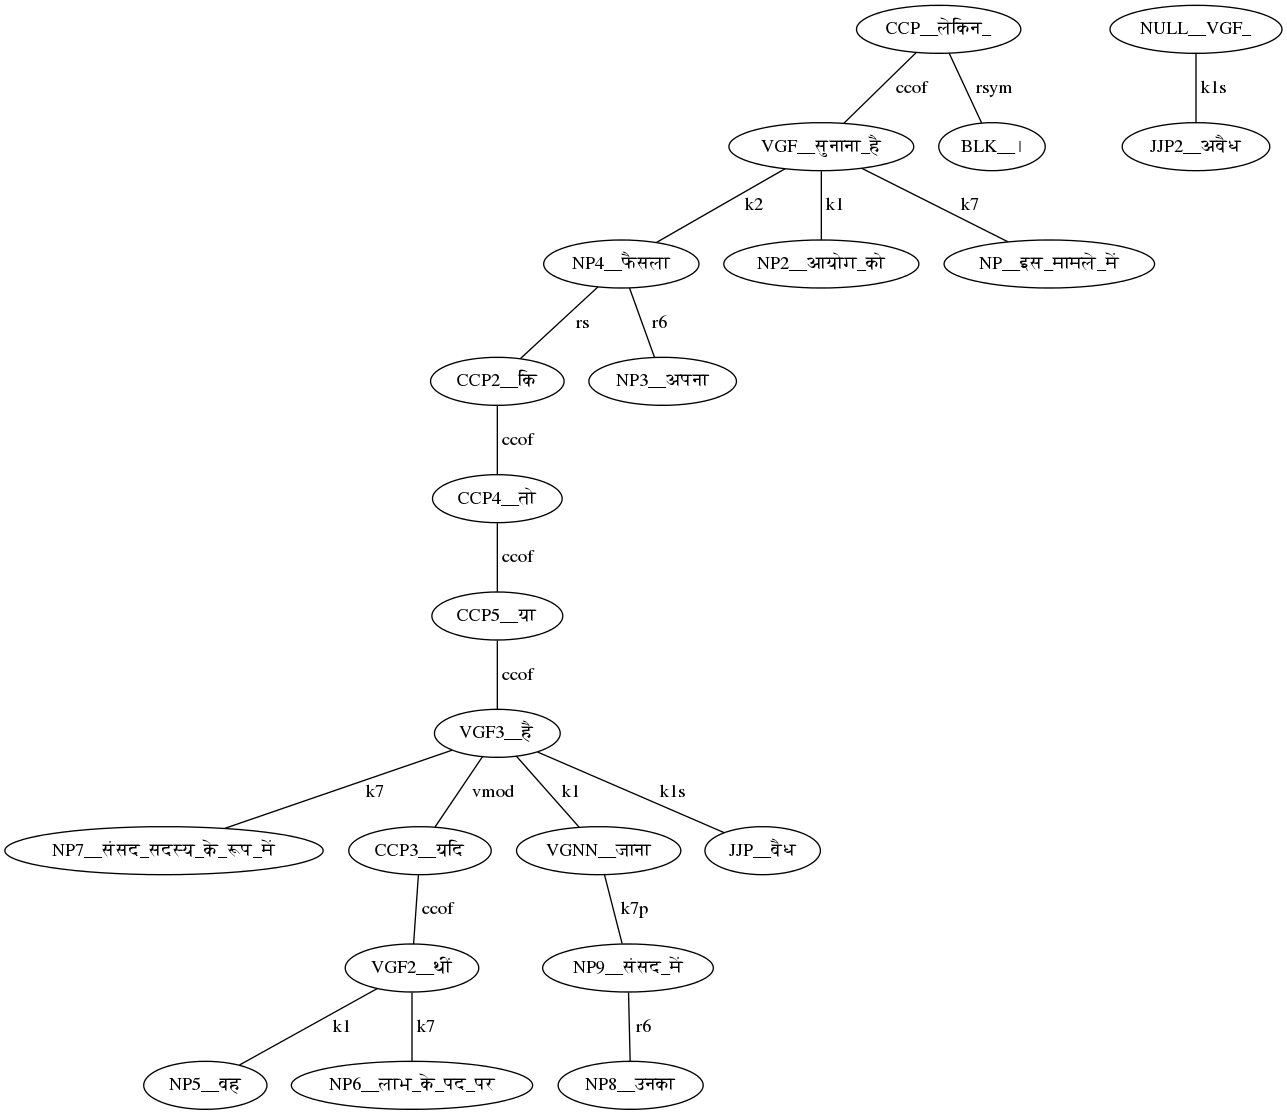 CCP__लेकिन_ NULL__VGF_
ccof rsym k1s
VGF__सुनाना_है BLK__। JJP2__अवैध
k2 k1 k7
NP4__फैसला NP2__आयोग_को NP__इस_मामले_में
rs r6
CCP2__कि NP3__अपना
ccof
CCP4__तो
ccof
CCP5__या
ccof
VGF3__है
k7 vmod k1 k1s
NP7__संसद_सदस्य_के_रूप_में CCP3__यदि VGNN__जाना JJP__वैध
ccof k7p
VGF2__थीं NP9__संसद_में
k1 k7 r6
NP5__वह NP6__लाभ_के_पद_पर NP8__उनका